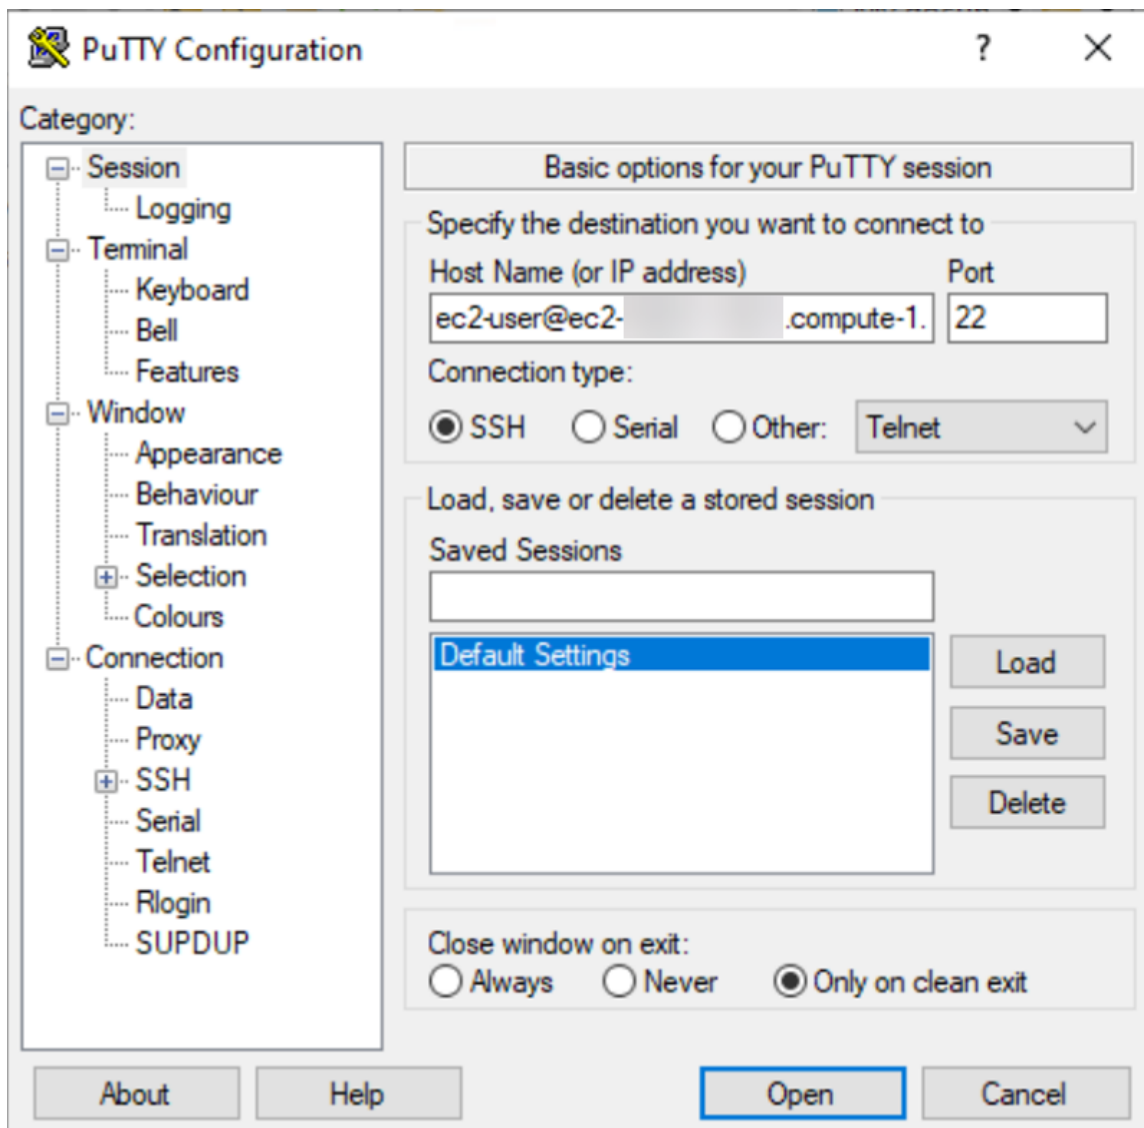 PuTTY Configuration
?
Category:
Session
Logging
Terminal
Keyboard
Bell
Features
Window
Appearance
Behaviour
Translation
Selection
Colours
Connection
Data
Proxy
SSH
Serial
Telnet
Rlogin
SUPDUP
Basic options for your PuTTY session
Specify the destination you want to connect to
Host Name (or IP address) Port
ec2-user@ec2- .compute-1. 22
Connection type:
SSH Serial Other: Telnet
Load, save or delete a stored session
Saved Sessions
Default Settings
Load
Save
Delete
Close window on exit:
Always Never Only on clean exit
About Help Open Cancel